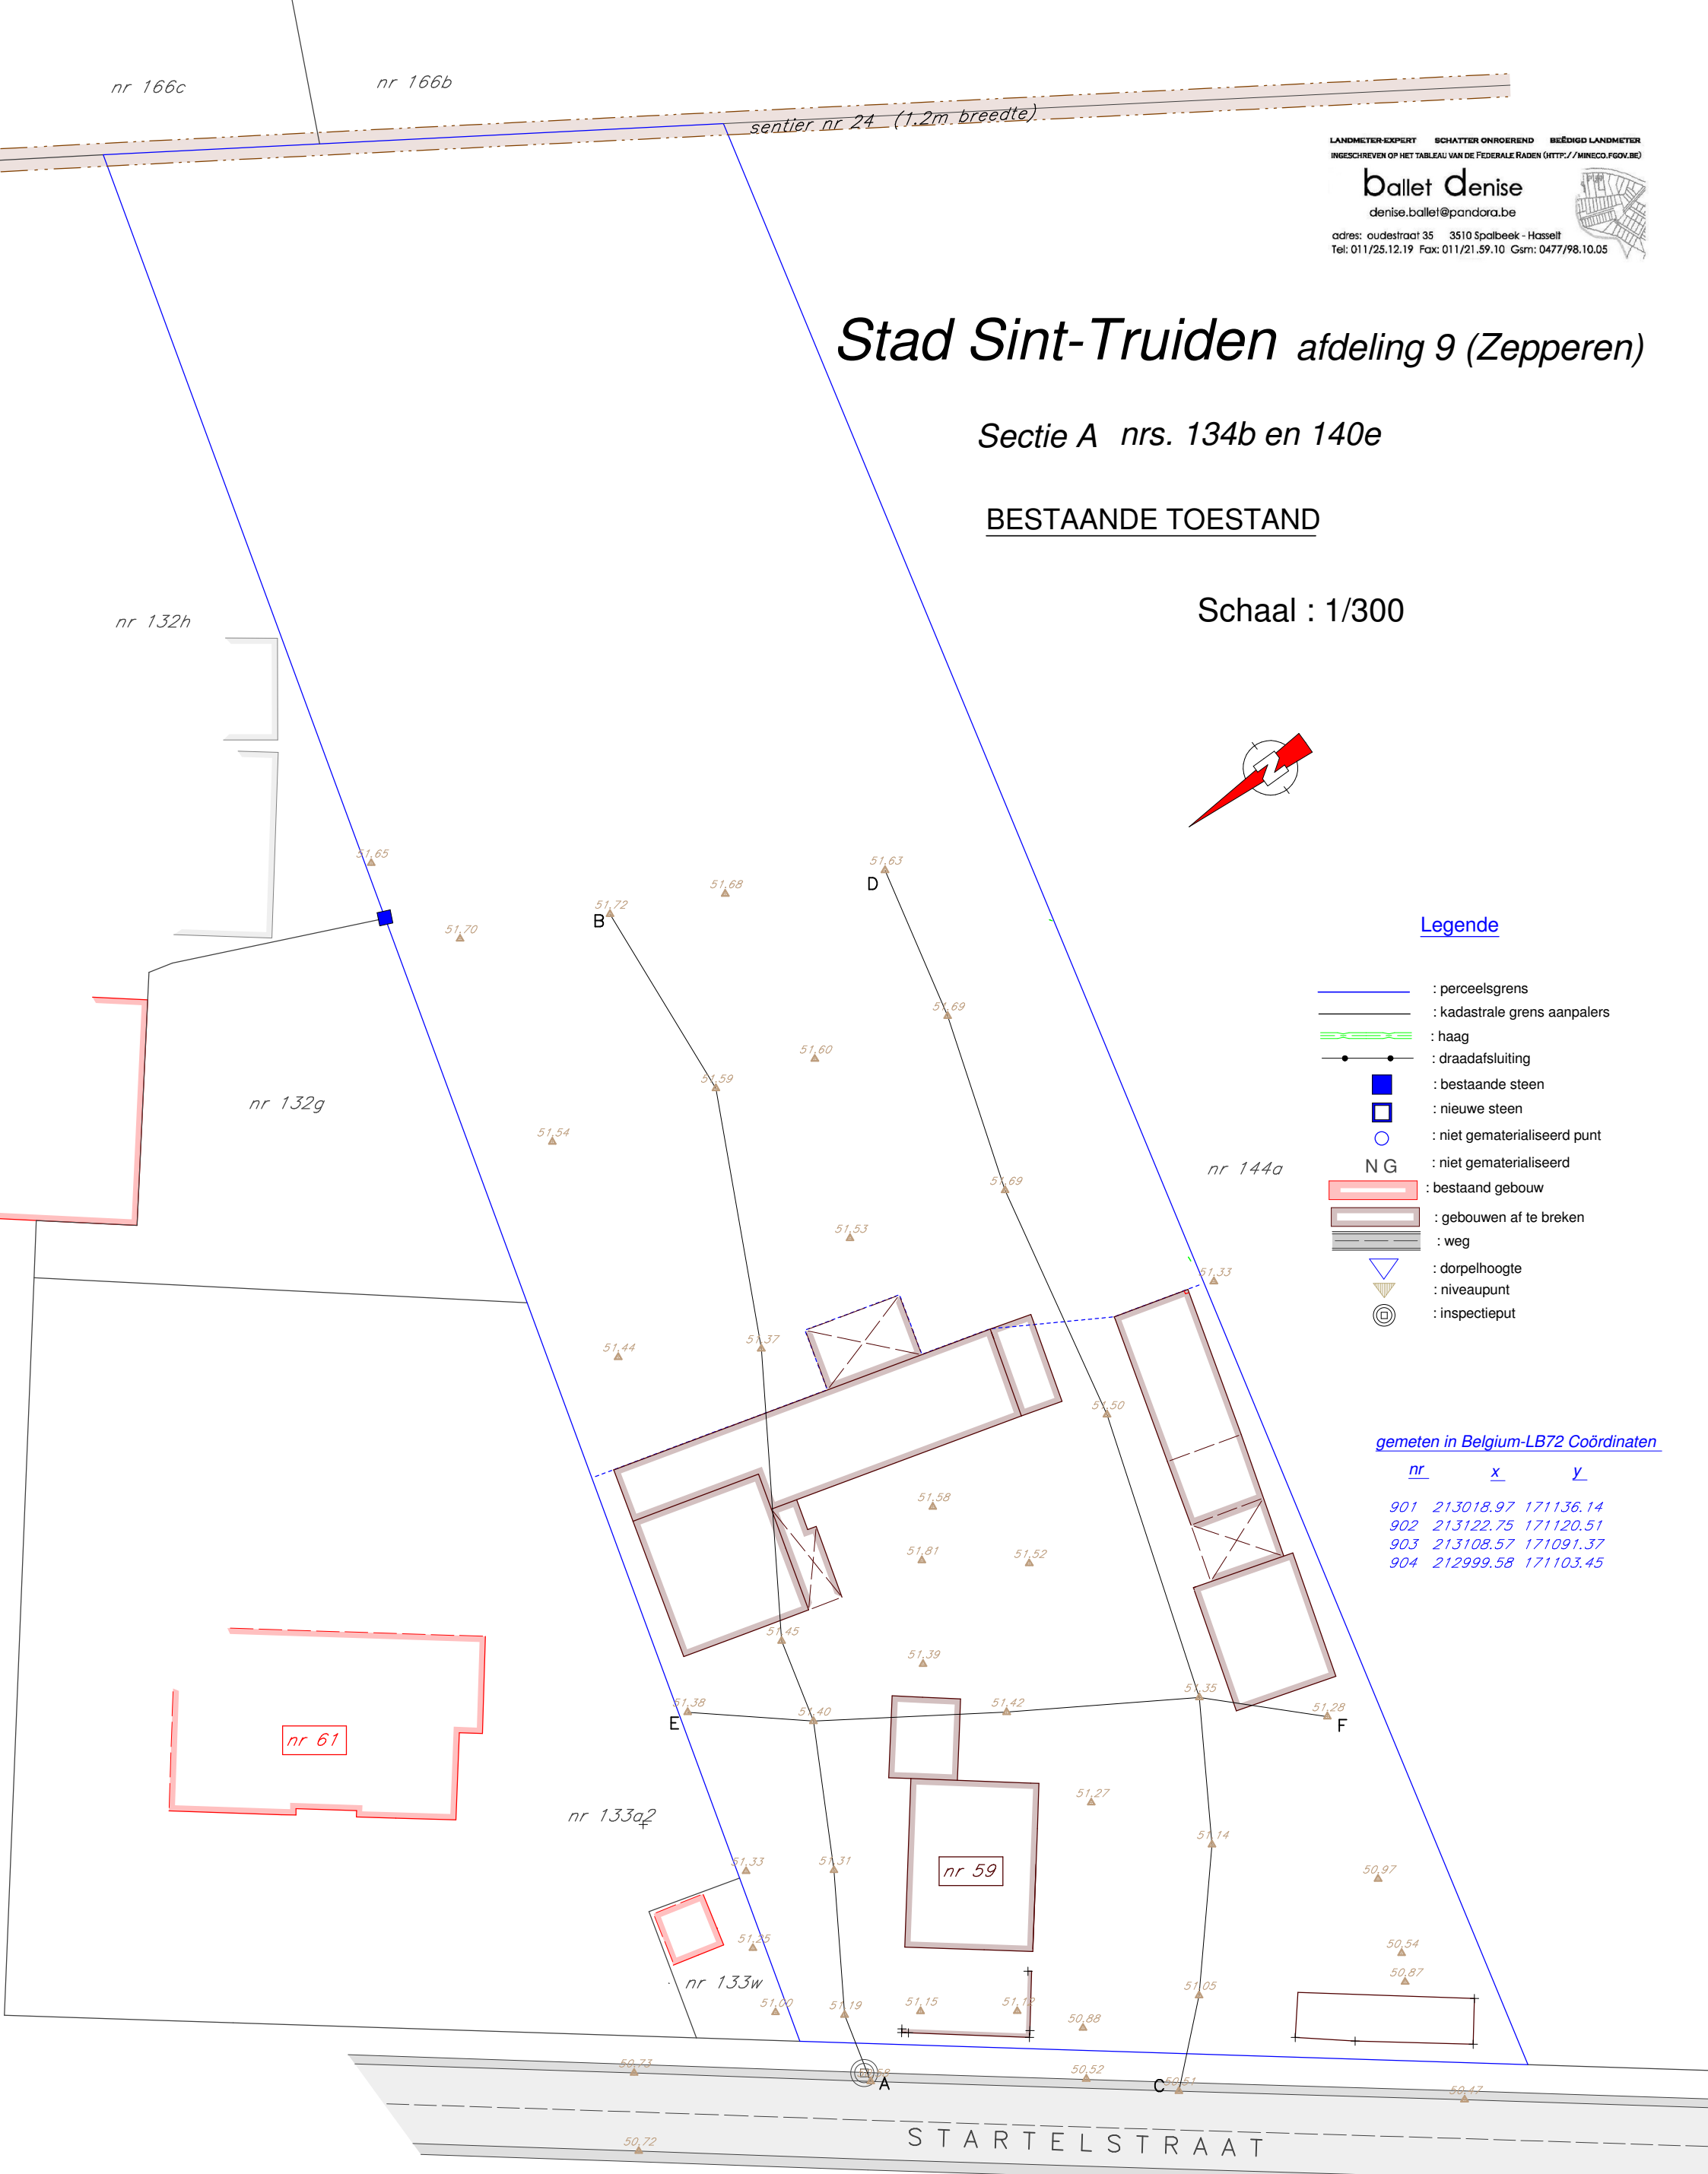 nr 166c
nr 166b
sentier nr 24 (1.2m breedte)
LANDMETER-EXPERT SCHATTER ONROEREND BEËDIGD LANDMETER
INGESCHREVEN OP HET TABLEAU VAN DE FEDERALE RADEN (HTTP://MINECO.FGOV.BE)
ballet denise
denise.ballet@pandora.be
adres: oudestraat 35 3510 Spalbeek - Hasselt
Tel: 011/25.12.19 Fax: 011/21.59.10 Gsm: 0477/98.10.05
Stad Sint-Truiden afdeling 9 (Zepperen)
Sectie A nrs. 134b en 140e
BESTAANDE TOESTAND
Schaal : 1/300
nr 132h
51.65
51.63
D
51.68
51.72
B
51.70
Legende
: perceelsgrens
: kadastrale grens aanpalers
: haag
: draadafsluiting
: bestaande steen
: nieuwe steen
: niet gematerialiseerd punt
N G : niet gematerialiseerd
: bestaand gebouw
: gebouwen af te breken
: weg
: dorpelhoogte
: niveaupunt
: inspectieput
51.69
51.60
51.59
nr 132g
51.54
nr 144a
51.69
51.53
51.33
51.37
51.44
51.50
gemeten in Belgium-LB72 Coördinaten
nr x y
901 213018.97 171136.14
902 213122.75 171120.51
903 213108.57 171091.37
904 212999.58 171103.45
51.58
51.81
51.52
51.45
51.39
51.38
E
51.40
51.42
51.35
51.28
F
nr 61
51.27
nr 133a2
51.14
51.33
51.31
nr 59
50.97
51.25
50.54
50.87
nr 133w
51.05
51.00
51.19
51.15
51.12
50.88
50.73
A
50.52
C
50.51
50.47
50.72
STARTELSTRAAT